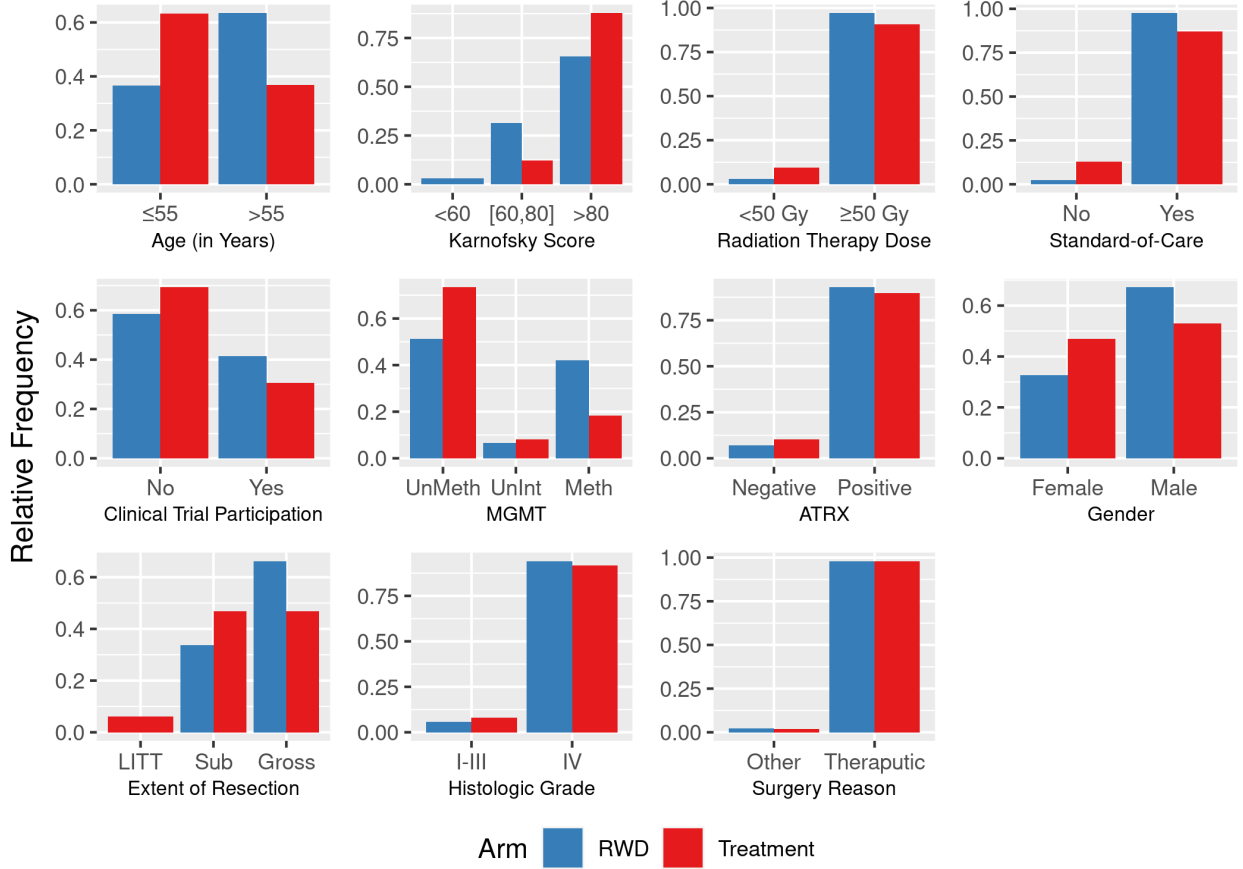 Relative Frequency
0.6
0.4
0.2
0.0
≤55 >55
Age (in Years)
0.75
0.50
0.25
0.00
<60 [60,80] >80
Karnofsky Score
1.00
0.75
0.50
0.25
0.00
<50 Gy ≥50 Gy
Radiation Therapy Dose
1.00
0.75
0.50
0.25
0.00
No Yes
Standard-of-Care
0.6
0.4
0.2
0.0
No Yes
Clinical Trial Participation
0.6
0.4
0.2
0.0
UnMeth UnInt Meth
MGMT
0.75
0.50
0.25
0.00
Negative Positive
ATRX
0.6
0.4
0.2
0.0
Female Male
Gender
0.6
0.4
0.2
0.0
LITT Sub Gross
Extent of Resection
0.75
0.50
0.25
0.00
I-III IV
Histologic Grade
1.00
0.75
0.50
0.25
0.00
Other Theraputic
Surgery Reason
Arm RWD Treatment